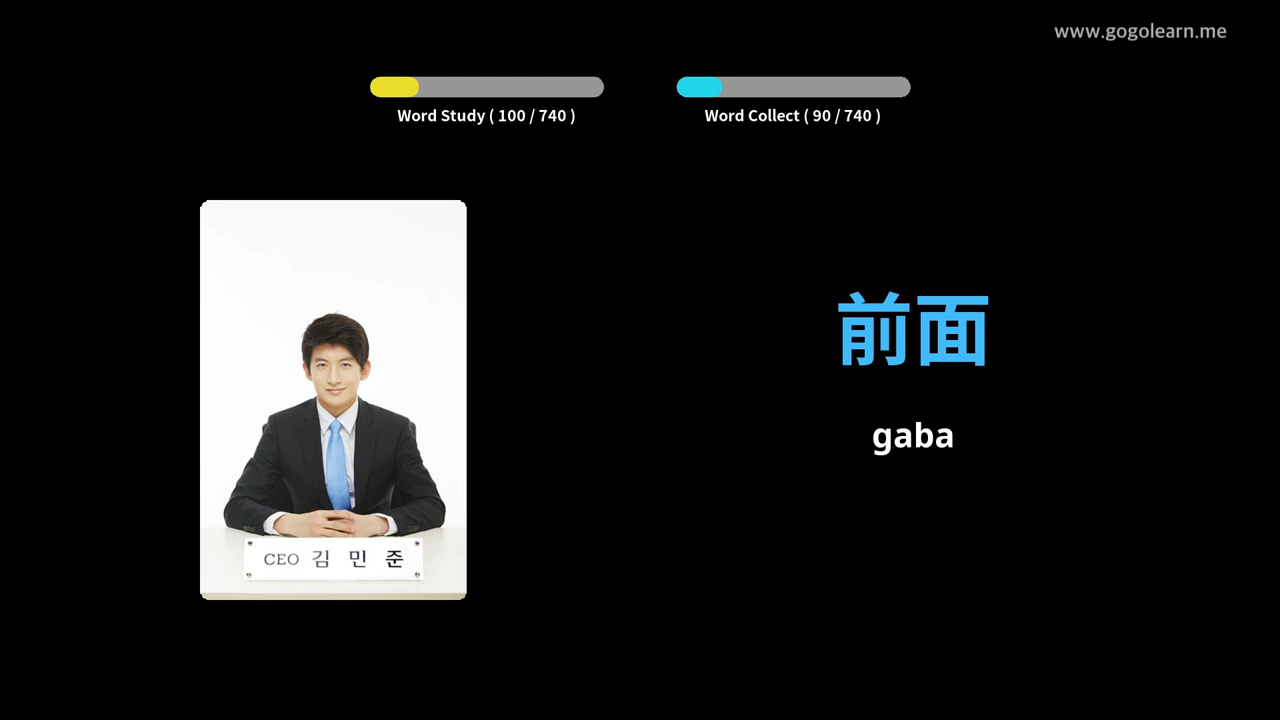 www.gogolearn.me
Word Study ( 100 / 740 )
Word Collect ( 90 / 740 )
前面
gaba
CEO 김 민 준